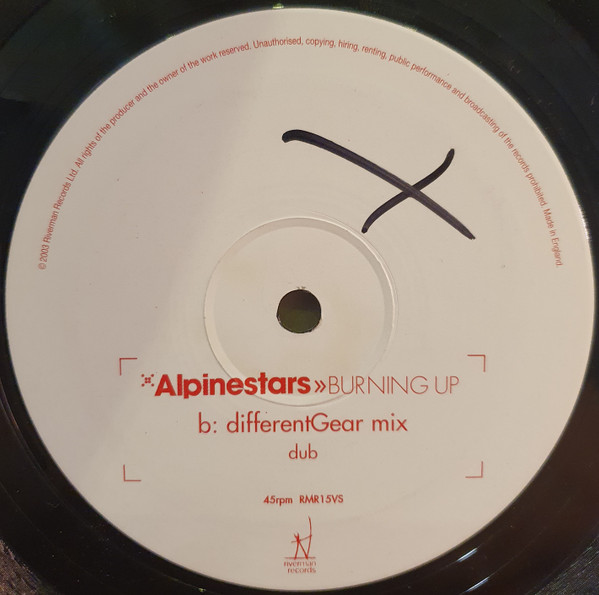 © 2003 Riverman Records Ltd. All rights of the producer and the owner of the work reserved. Unauthorised, copying, hiring, renting, public performance and broadcasting of the records prohibited. Made in England.
Alpinestars»BURNING UP
b: differentGear mix
dub
45rpm RMR15VS
riverman
records